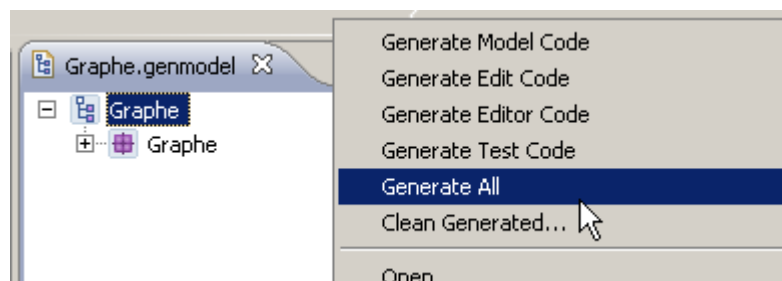 Graphe.genmodel
Graphe
Graphe
Generate Model Code
Generate Edit Code
Generate Editor Code
Generate Test Code
Generate All
Clean Generated...
Open